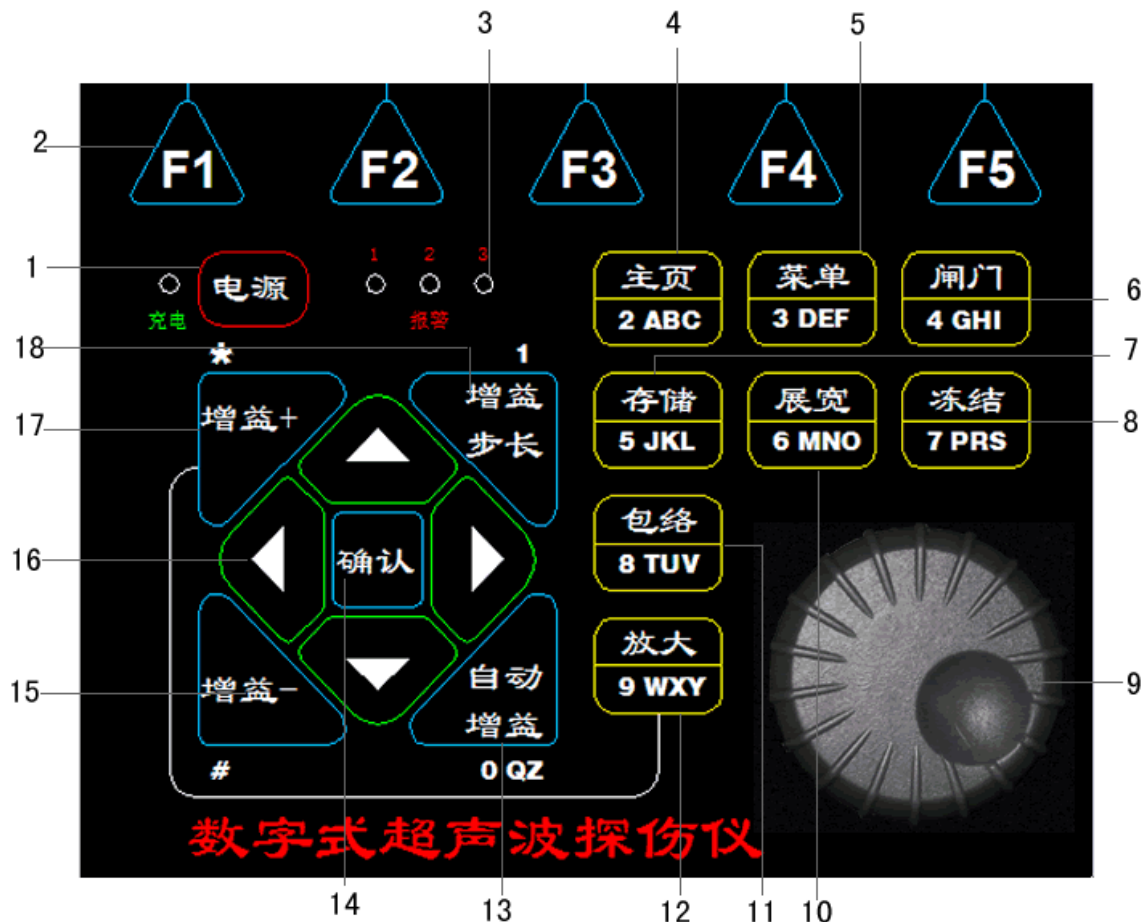 3
4
5
2
F1
F2
F3
F4
F5
1
电源
充电
1
2
3
报警
主页
2 ABC
菜单
3 DEF
闸门
4 GHI
6
7
18
*
1
17
增益+
增益
步长
存储
5 JKL
展宽
6 MNO
冻结
7 PRS
8
16
确认
包络
8 TUV
15
增益-
自动
增益
放大
9 WXY
9
#
0 QZ
数字式超声波探伤仪
14
13
12
11
10